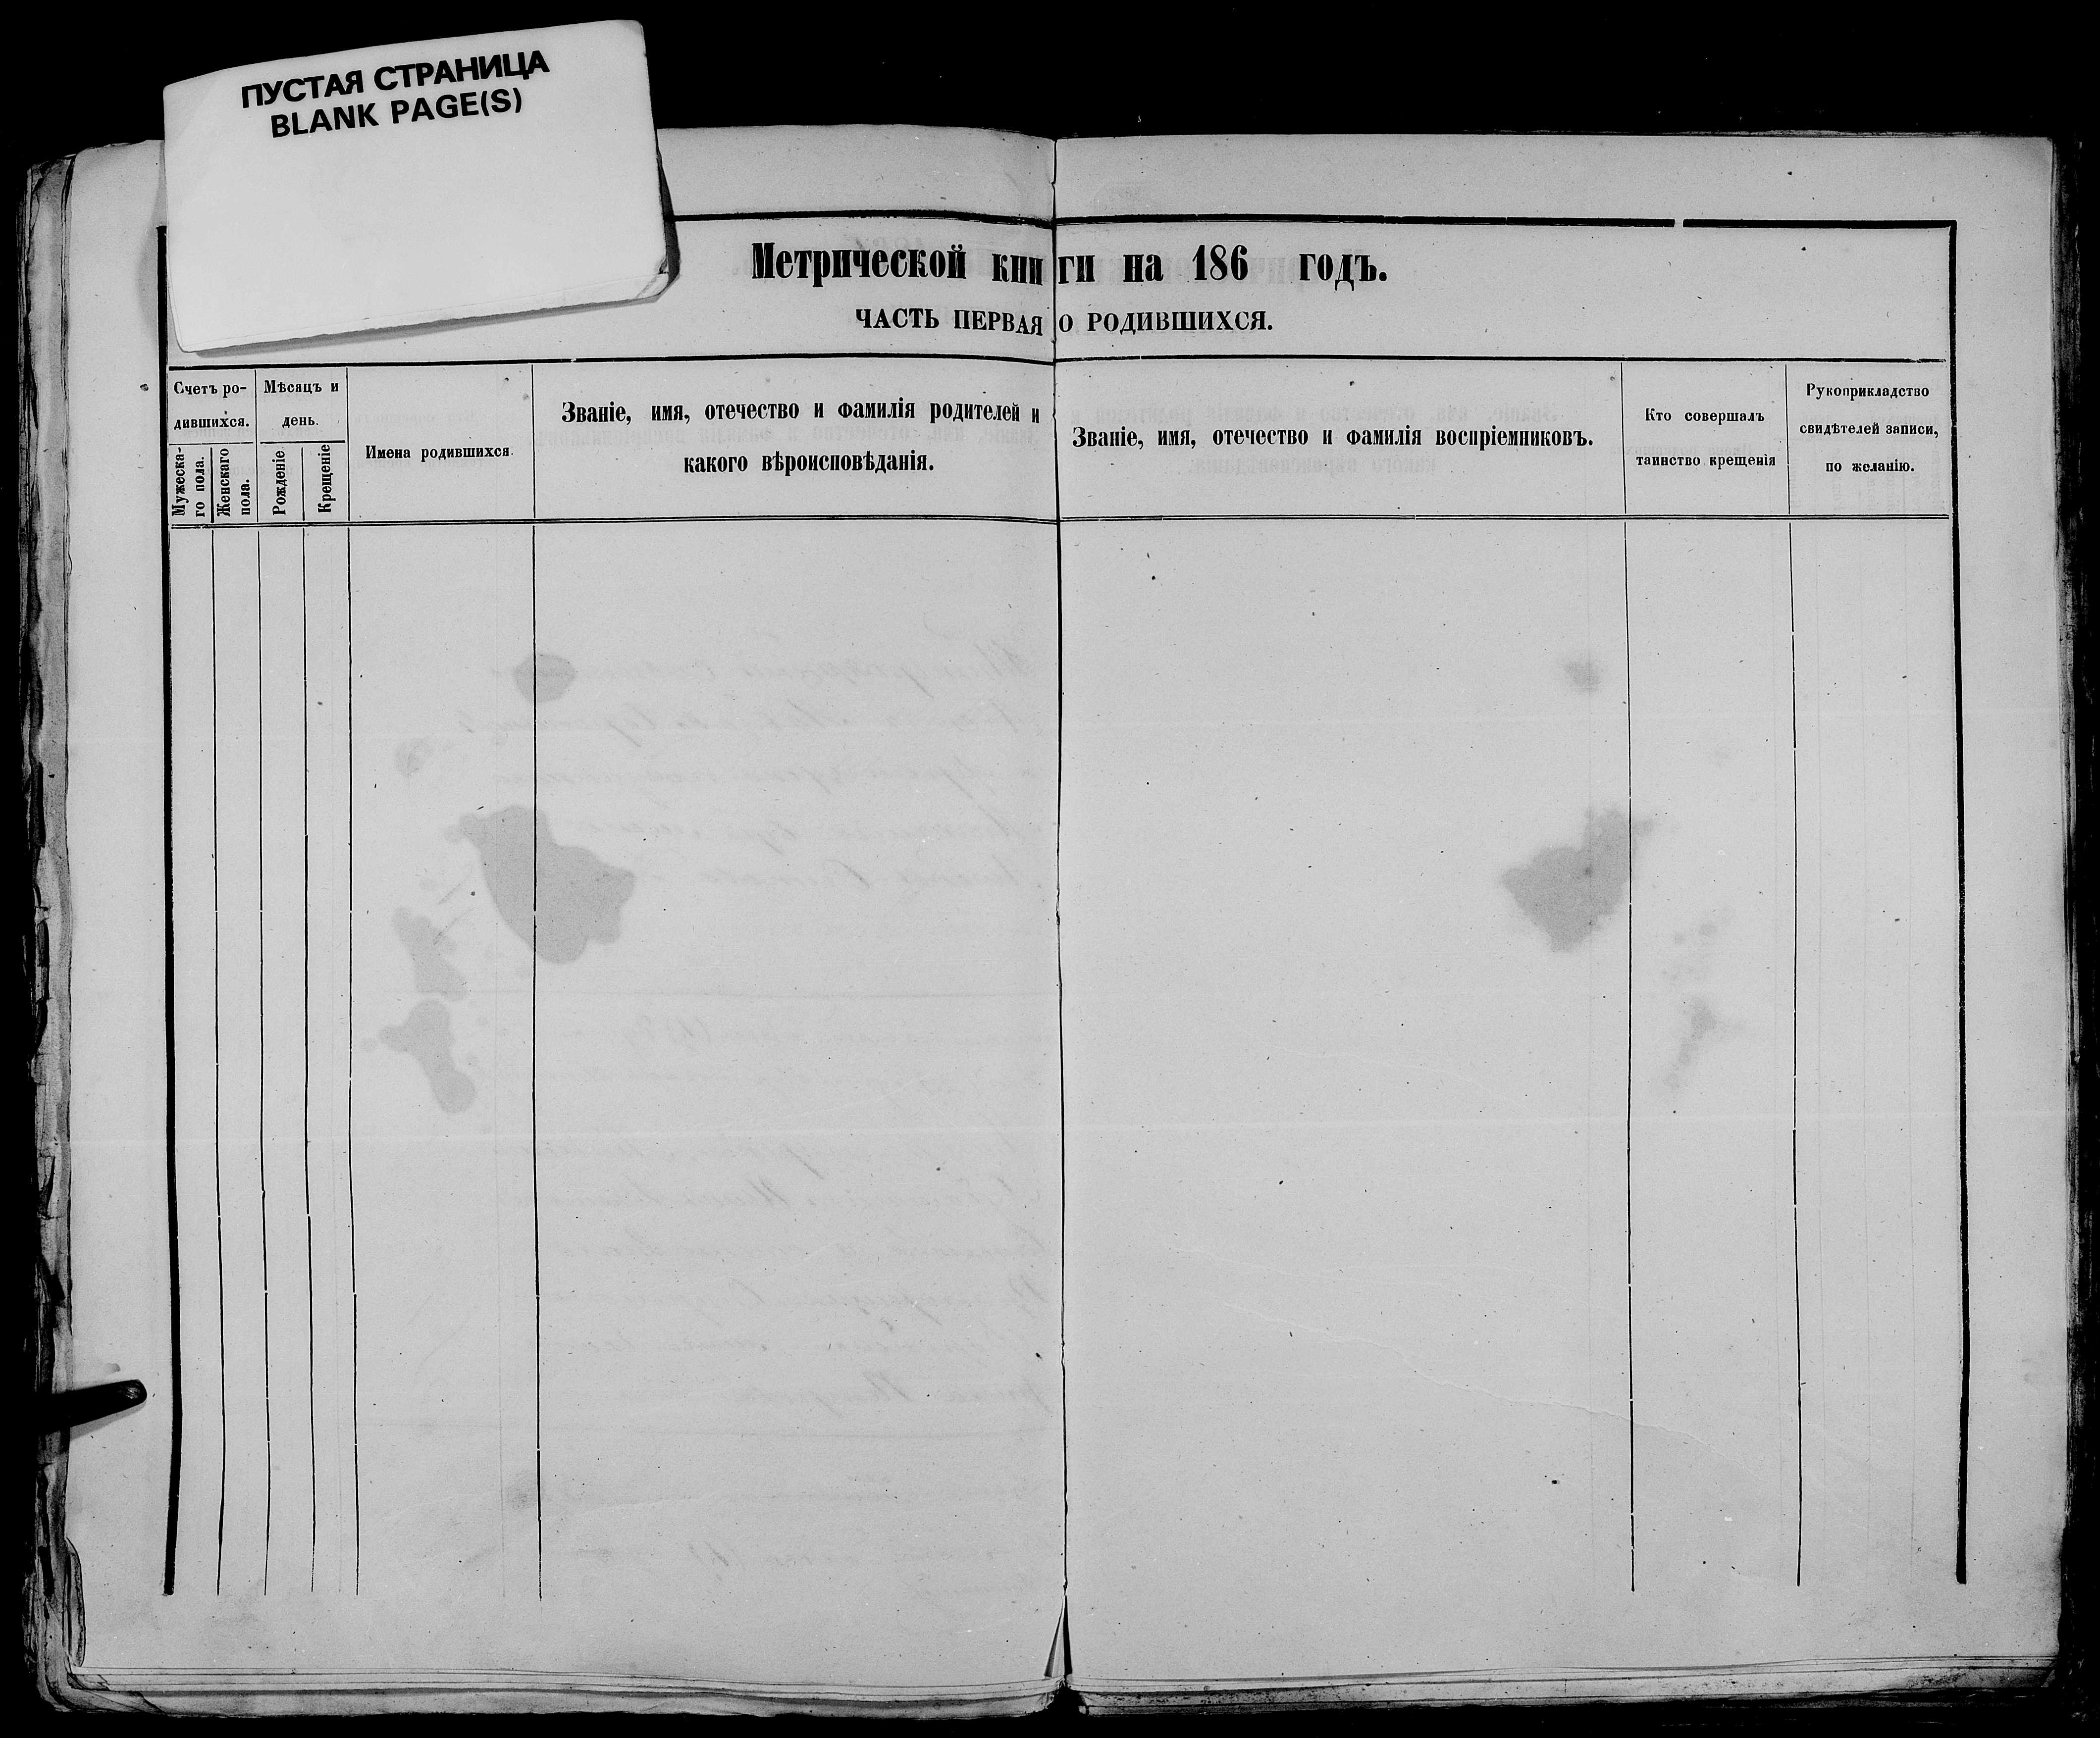 ПУСТАЯ СТРАНИЦА
BLANK PAGE(S)
Метрической книги на 186 годъ.
ЧАСТЬ ПЕРВАЯ О РОДИВШИХСЯ.
Счетъ ро-
дившихся.
Мужеска-
го пола.
Женскаго
пола.
Мѣсяцъ и
день.
Рожденіе
Крещеніе
Имена родившихся.
Званіе, имя, отечество и фамилія родителей и
какого вѣроисповѣданія.
Званіе, имя, отечество и фамилія воспріемниковъ.
Кто совершалъ
таинство крещенія
Рукоприкладство
свидѣтелей записи,
по желанію.